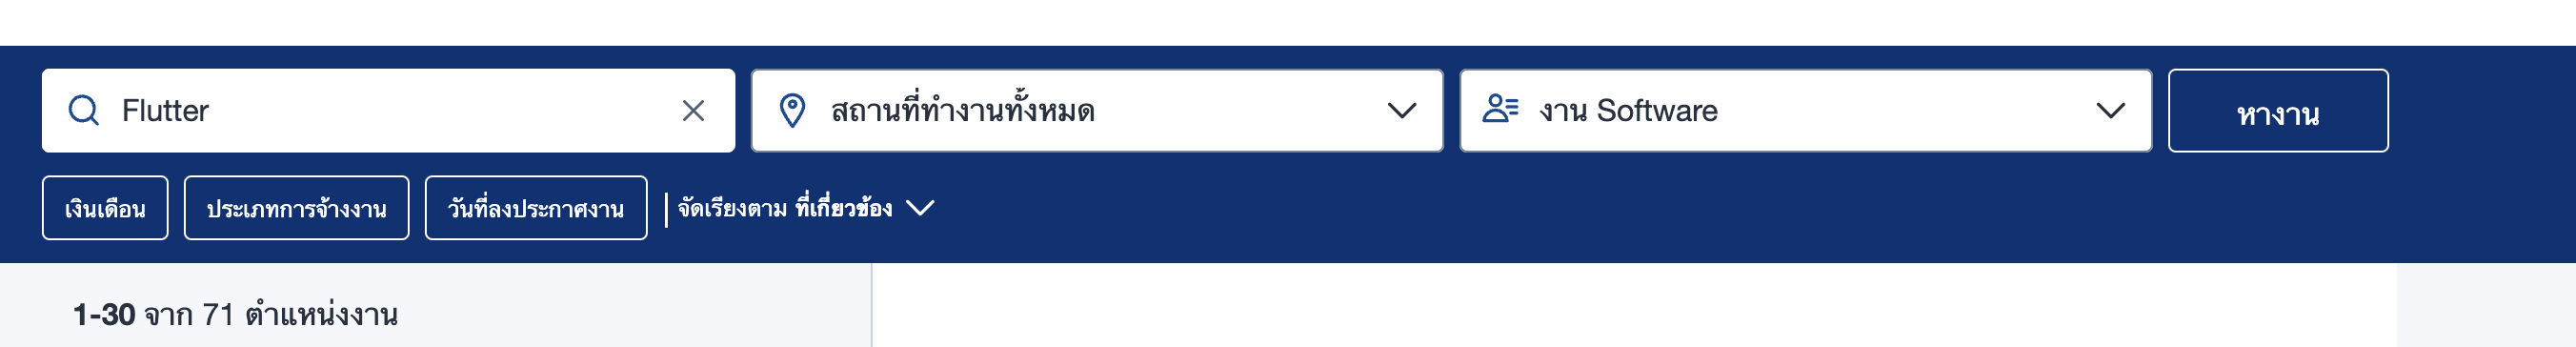 Flutter
สถานที่ทำงานทั้งหมด
งาน Software
หางาน
เงินเดือน
ประเภทการจ้างงาน
วันที่ลงประกาศงาน
จัดเรียงตาม ที่เกี่ยวข้อง
1-30 จาก 71 ตำแหน่งงาน